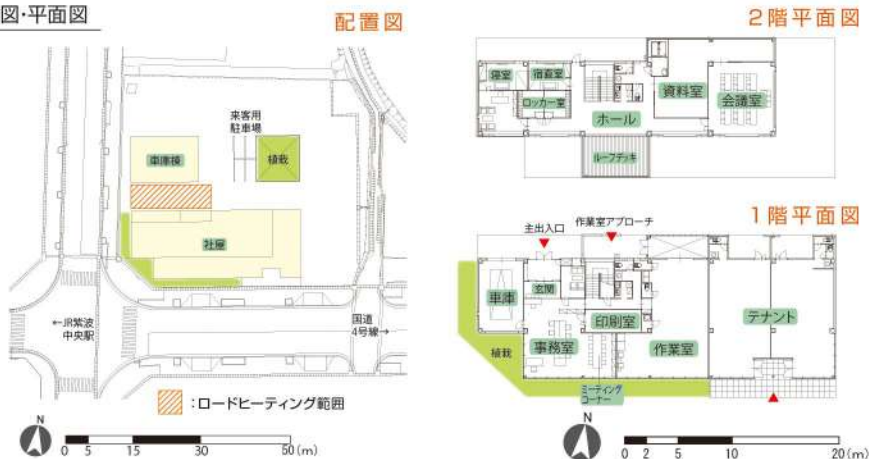 図・平面図
配置図
来客用
駐車場
車庫棟
植栽
社屋
←JR紫波
中央駅
国道
4号線→
:ロードヒーティング範囲
N
0 5 15 30 50(m)
2階平面図
寝室
宿直室
ロッカー室
ホール
資料室
会議室
ルーフデッキ
1階平面図
主出入口
作業室アプローチ
車庫
玄関
印刷室
事務室
作業室
テナント
植栽
ミーティング
コーナー
N
0 2 5 10 20(m)